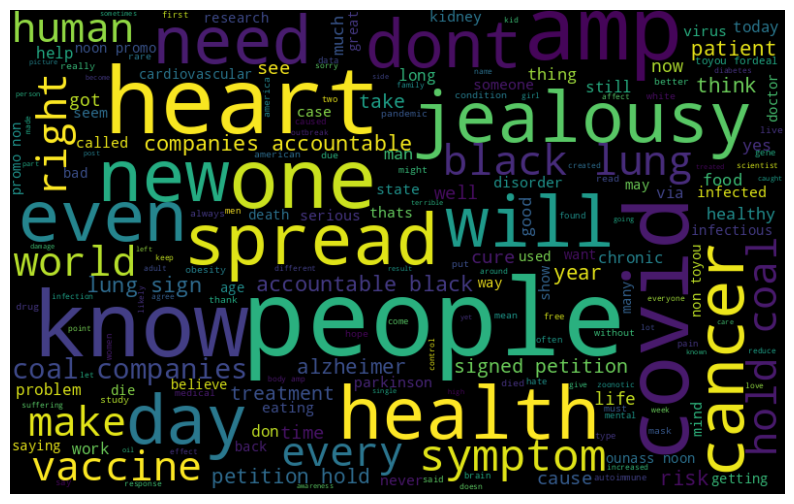 human
need
dont
amp
heart
jealousy
people
know
health
covid
cancer
new
one
spread
will
even
world
black lung
right
day
make
vaccine
every
symptom
coal companies
companies accountable
accountable black
lung sign
signed petition
petition hold
hold coal
alzheimer
treatment
parkinson
cardiovascular
kidney
virus
today
patient
now
think
thing
someone
still
long
much
great
research
first
sometimes
noon promo
promo non
non toyou
toyou fordeal
ounass noon
help
really
rare
data
see
take
got
seem
case
two
called
man
bad
state
well
disorder
may
via
food
infected
infectious
healthy
doctor
better
diabetes
yes
live
gene
scientist
caught
created
read
found
going
want
used
cure
chronic
good
death
serious
thats
always
men
due
american
america
outbreak
pandemic
condition
family
name
girl
affect
white
side
sorry
kid
picture
person
made
become
part
post
might
terrible
damage
left
keep
adult
obesity
different
result
put
around
way
year
show
many
everyone
without
lot
pain
care
known
reduce
love
drug
infection
likely
agree
age
thank
point
women
hope
come
yet
mean
often
free
control
body amp
problem
die
let
believe
suffering
study
medical
eating
single
died
hate
give
zoonotic
life
must
week
mental
mask
mind
risk
getting
saying
work
oil
effect
don
time
back
never
said
brain
doesn
type
cause
increased
autoimmune
response
awareness